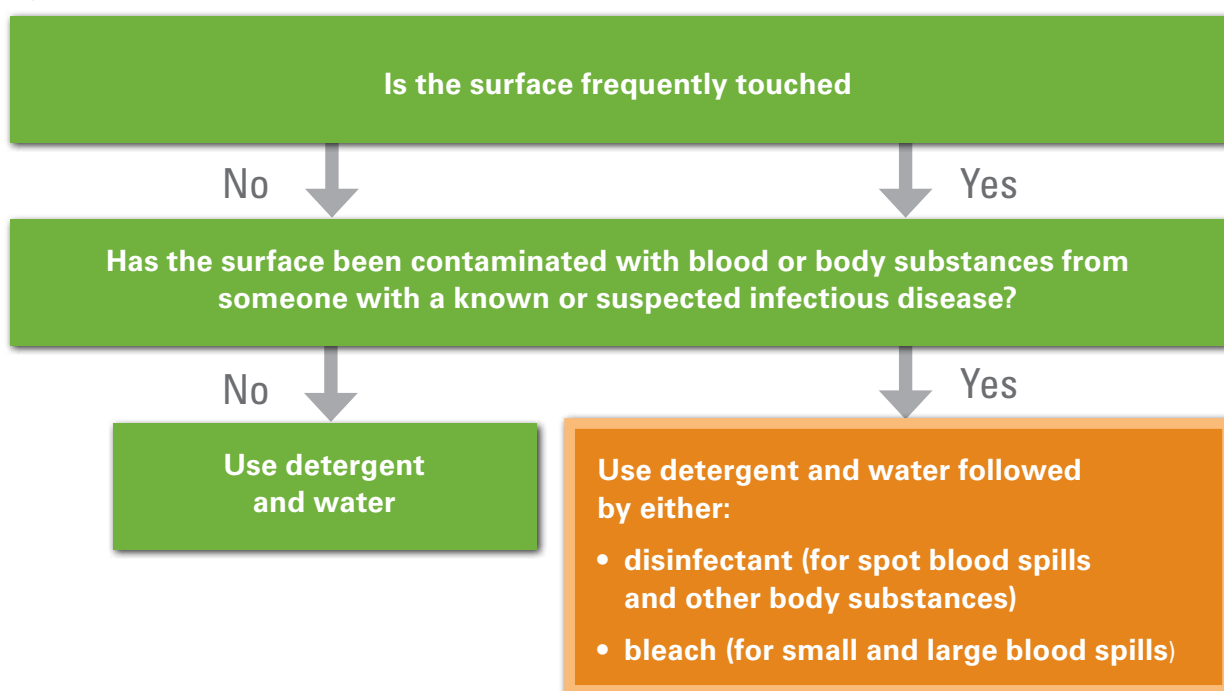 Is the surface frequently touched
No
Yes
Has the surface been contaminated with blood or body substances from
someone with a known or suspected infectious disease?
No
Yes
Use detergent
and water
Use detergent and water followed
by either:
• disinfectant (for spot blood spills
and other body substances)
• bleach (for small and large blood spills)